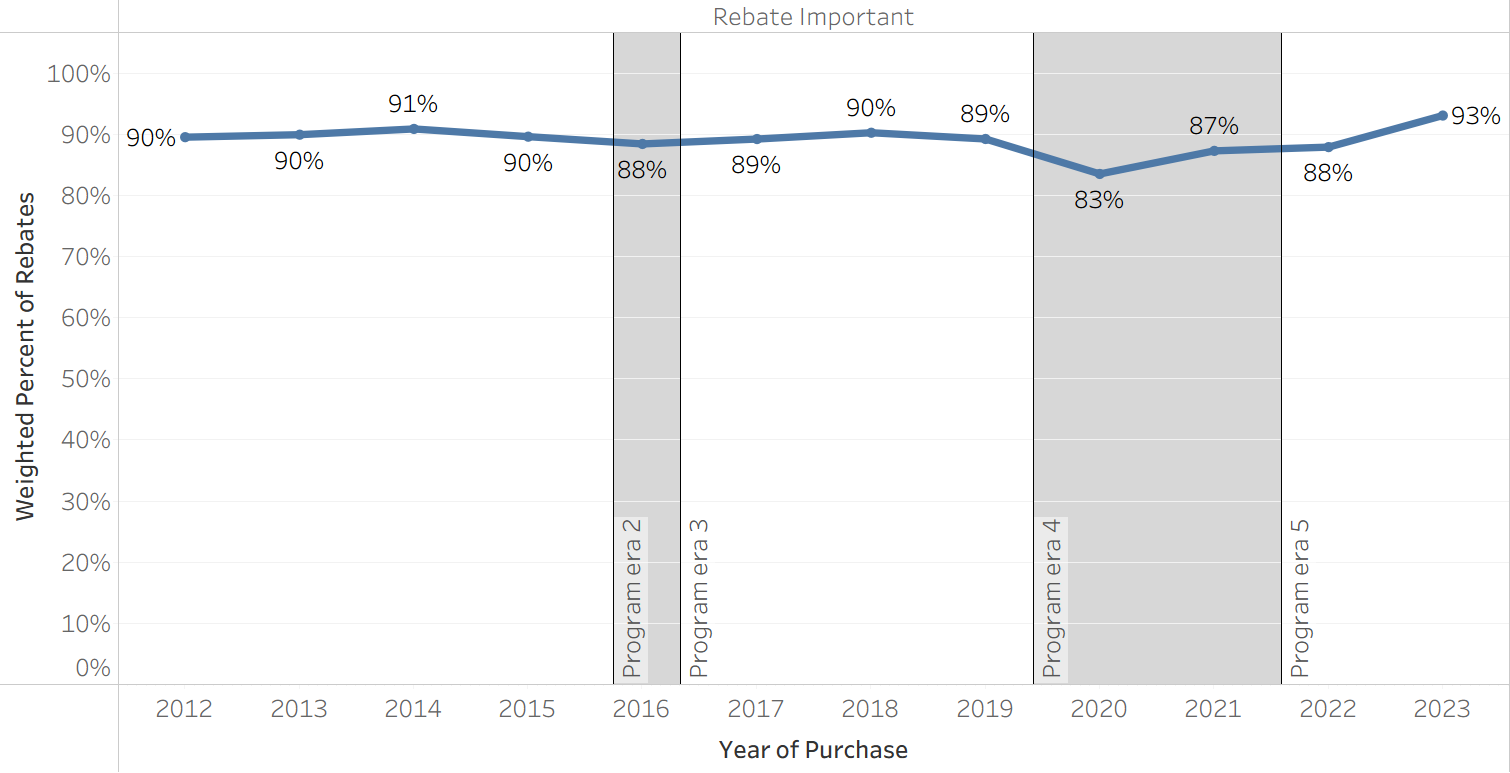 Rebate Important
Weighted Percent of Rebates
100%
90%
80%
70%
60%
50%
40%
30%
20%
10%
0%
90%
90%
91%
90%
88%
89%
90%
89%
83%
87%
88%
93%
Program era 2
Program era 3
Program era 4
Program era 5
2012 2013 2014 2015 2016 2017 2018 2019 2020 2021 2022 2023
Year of Purchase